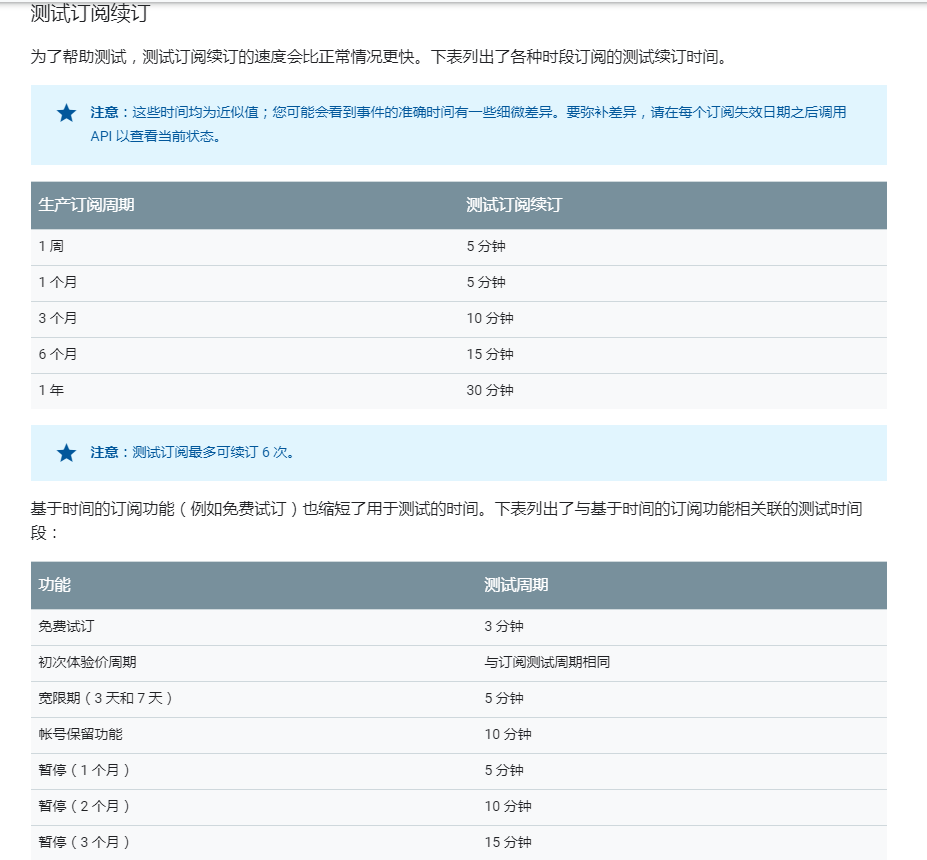 测试订阅续订
为了帮助测试，测试订阅续订的速度会比正常情况更快。下表列出了各种时段订阅的测试续订时间。
注意：这些时间均为近似值；您可能会看到事件的准确时间有一些细微差异。要弥补差异，请在每个订阅失效日期之后调用
API 以查看当前状态。
生产订阅周期 测试订阅续订
1 周 5 分钟
1 个月 5 分钟
3 个月 10 分钟
6 个月 15 分钟
1 年 30 分钟
注意：测试订阅最多可续订 6 次。
基于时间的订阅功能（例如免费试订）也缩短了用于测试的时间。下表列出了与基于时间的订阅功能相关联的测试时间
段：
功能 测试周期
免费试订 3 分钟
初次体验价周期 与订阅测试周期相同
宽限期（3 天和 7 天） 5 分钟
帐号保留功能 10 分钟
暂停（1 个月） 5 分钟
暂停（2 个月） 10 分钟
暂停（3 个月） 15 分钟